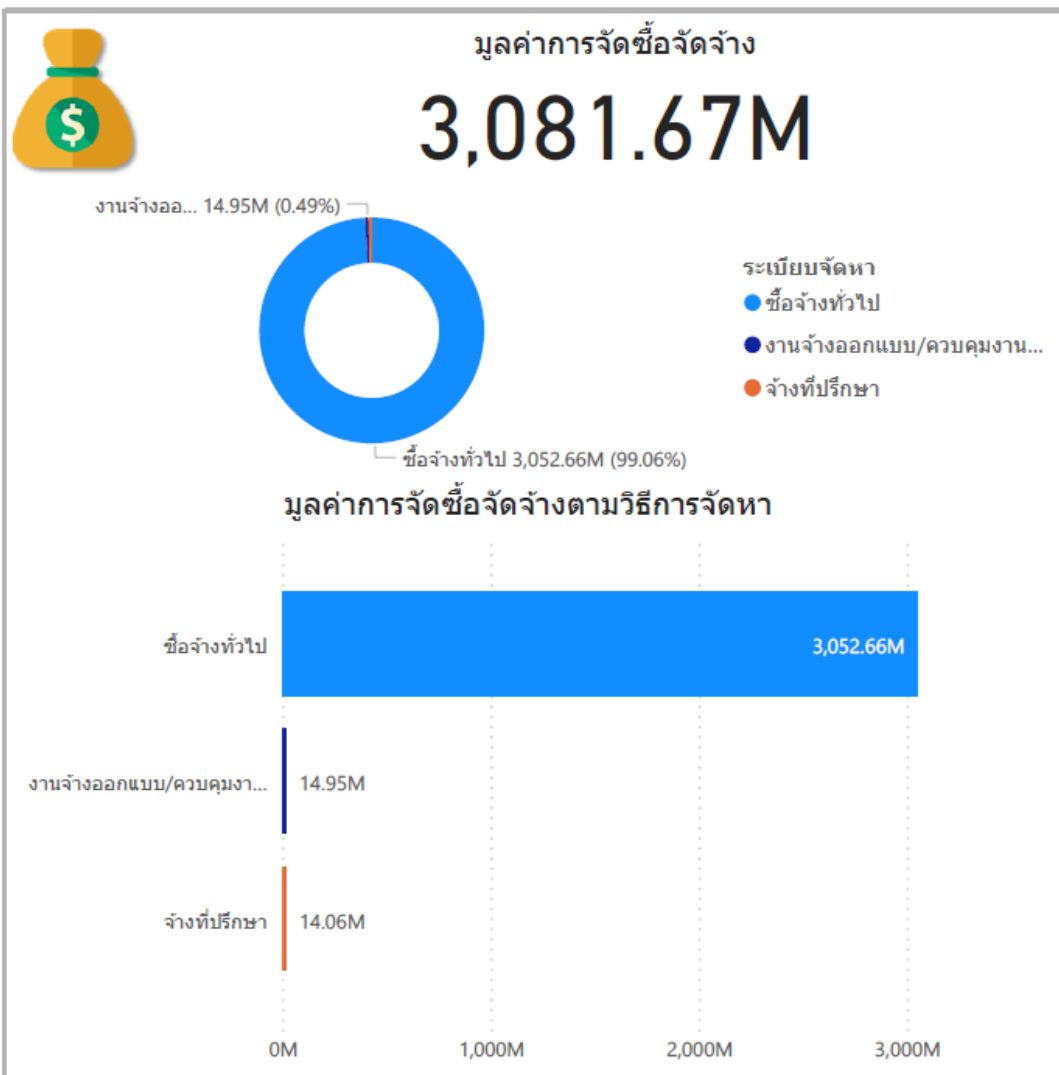 มูลค่าการจัดซื้อจัดจ้าง
$
3,081.67M
งานจ้างออ... 14.95M (0.49%)
ระเบียบจัดหา
ซื้อจ้างทั่วไป
งานจ้างออกแบบ/ควบคุมงาน...
จ้างที่ปรึกษา
ซื้อจ้างทั่วไป 3,052.66M (99.06%)
มูลค่าการจัดซื้อจัดจ้างตามวิธีการจัดหา
ซื้อจ้างทั่วไป 3,052.66M
งานจ้างออกแบบ/ควบคุมงา... 14.95M
จ้างที่ปรึกษา 14.06M
0M 1,000M 2,000M 3,000M